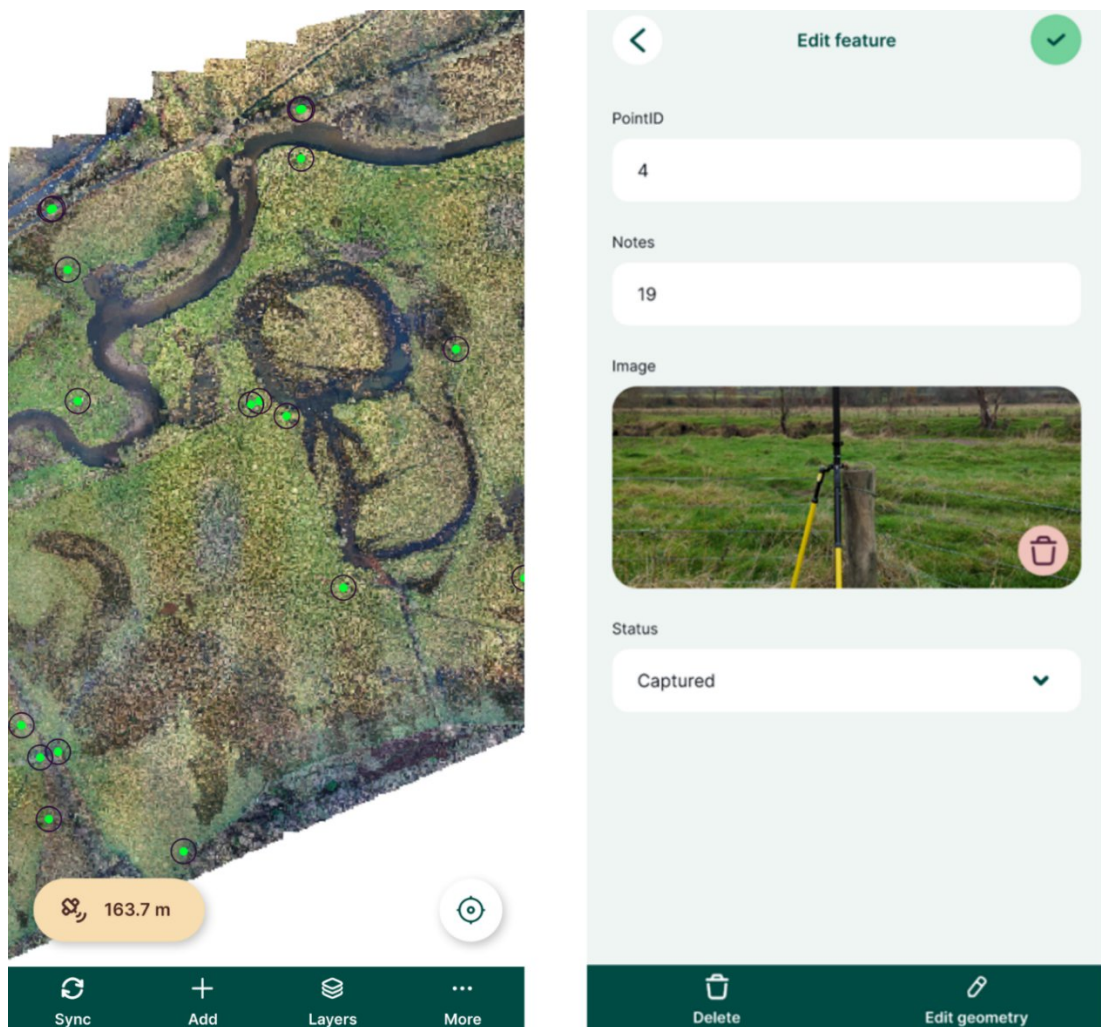 163.7 m
Sync
Add
Layers
More
Edit feature
PointID
4
Notes
19
Image
Status
Captured
Delete
Edit geometry